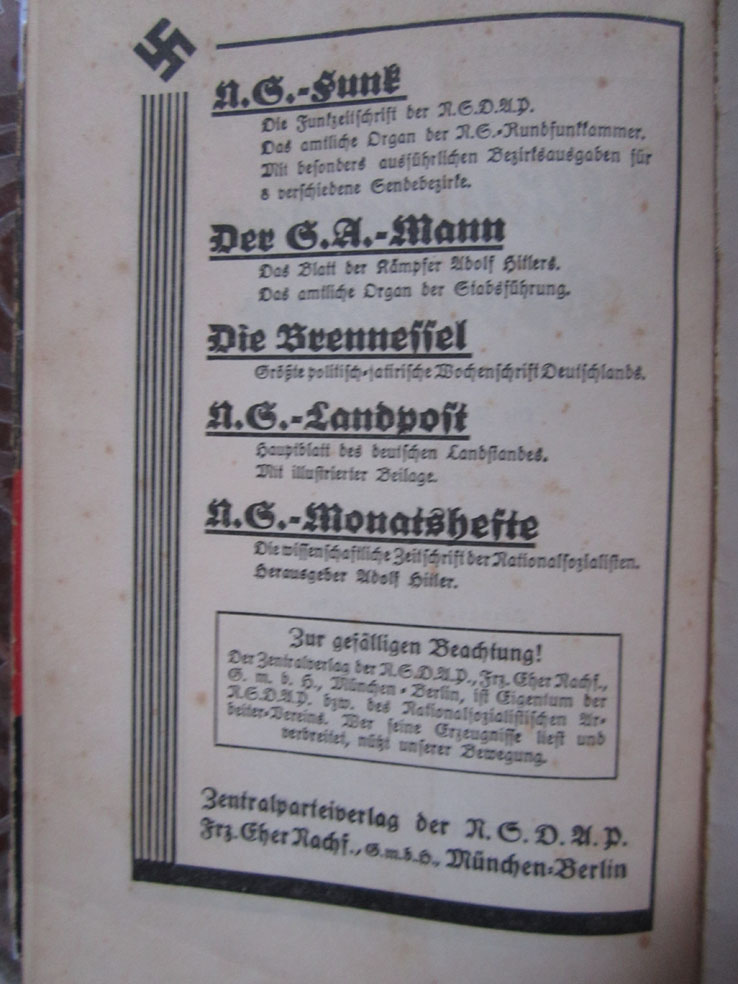 N.S.-Funk
Die Funkzeitschrift der N.S.D.A.P.
Das amtliche Organ der N.S.-Rundfunkkammer.
Mit besonders ausführlichen Bezirksausgaben für
8 verschiedene Sendebezirke.
Der S.A.-Mann
Das Blatt der Kämpfer Adolf Hitlers.
Das amtliche Organ der Stabsführung.
Die Brennessel
Größte politisch-satirische Wochenschrift Deutschlands.
N.S.-Landpost
Hauptblatt des deutschen Landstandes.
Mit illustrierter Beilage.
N.S.-Monatshefte
Die wissenschaftliche Zeitschrift der Nationalsozialisten.
Herausgeber Adolf Hitler.
Zur gefälligen Beachtung!
Der Zentralverlag der N.S.D.A.P., Frz. Eher Nachf.,
G. m. b. H., München-Berlin, ist Eigentum der
N.S.D.A.P. bzw. des Nationalsozialistischen Ar-
beiter-Vereins. Wer seine Erzeugnisse liest und
verbreitet, nützt unserer Bewegung.
Zentralparteiverlag der N. S. D. A. P.
Frz. Eher Nachf., G.m.b.H., München-Berlin